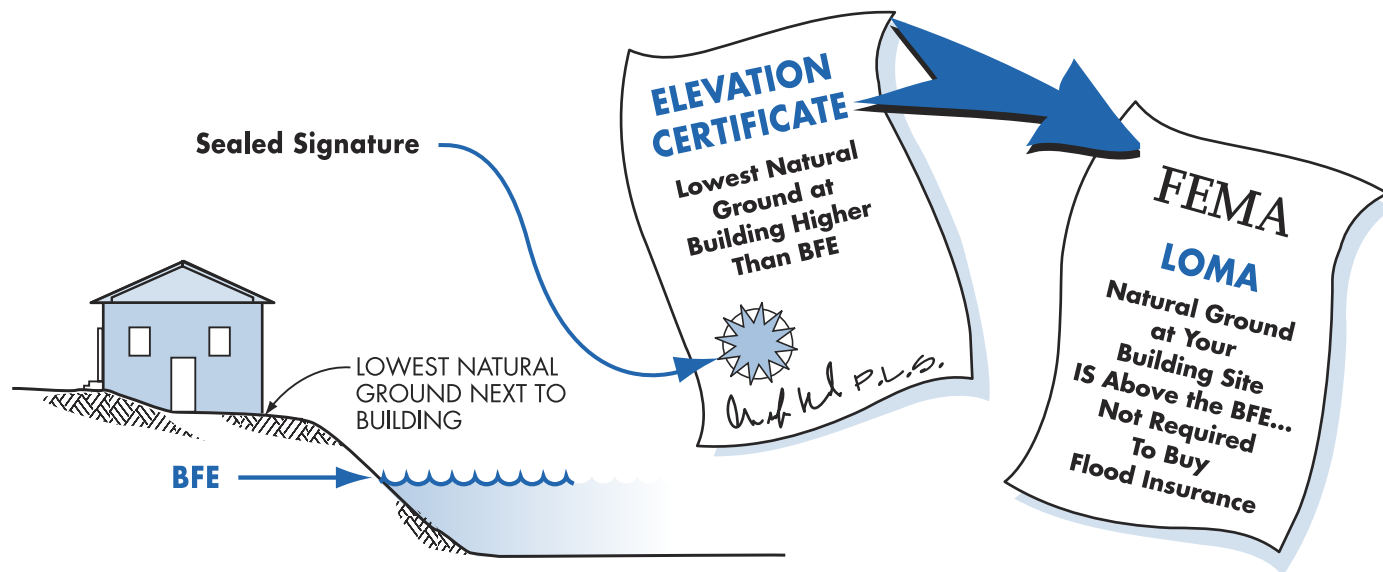 Sealed Signature
LOWEST NATURAL
GROUND NEXT TO
BUILDING
BFE
ELEVATION
CERTIFICATE
Lowest Natural
Ground at
Building Higher
Than BFE
P.L.S.
FEMA
LOMA
Natural Ground
at Your
Building Site
IS Above the BFE...
Not Required
To Buy
Flood Insurance